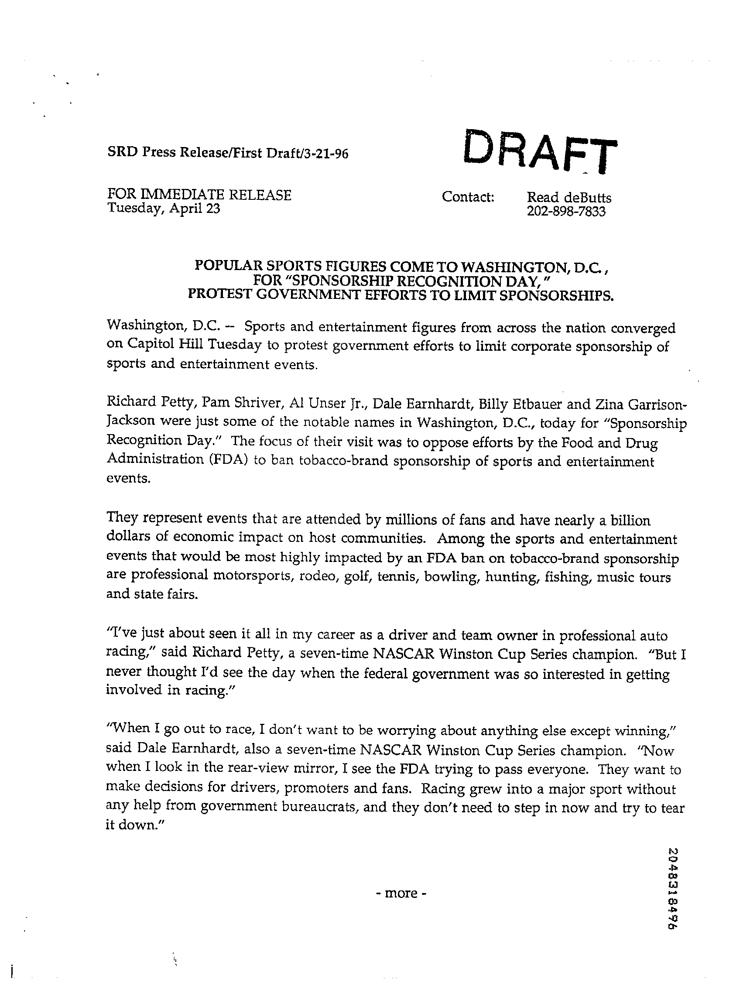 DRAFT
SRD Press Release/First Draft/3-21-96
FOR IMMEDIATE RELEASE
Tuesday, April 23
Contact: Read deButts
202-898-7833
POPULAR SPORTS FIGURES COME TO WASHINGTON, D.C.,
FOR "SPONSORSHIP RECOGNITION DAY,"
PROTEST GOVERNMENT EFFORTS TO LIMIT SPONSORSHIPS.
Washington, D.C. -- Sports and entertainment figures from across the nation converged
on Capitol Hill Tuesday to protest government efforts to limit corporate sponsorship of
sports and entertainment events.
Richard Petty, Pam Shriver, Al Unser Jr., Dale Earnhardt, Billy Etbauer and Zina Garrison-
Jackson were just some of the notable names in Washington, D.C., today for "Sponsorship
Recognition Day." The focus of their visit was to oppose efforts by the Food and Drug
Administration (FDA) to ban tobacco-brand sponsorship of sports and entertainment
events.
They represent events that are attended by millions of fans and have nearly a billion
dollars of economic impact on host communities. Among the sports and entertainment
events that would be most highly impacted by an FDA ban on tobacco-brand sponsorship
are professional motorsports, rodeo, golf, tennis, bowling, hunting, fishing, music tours
and state fairs.
"I've just about seen it all in my career as a driver and team owner in professional auto
racing," said Richard Petty, a seven-time NASCAR Winston Cup Series champion. "But I
never thought I'd see the day when the federal government was so interested in getting
involved in racing."
"When I go out to race, I don't want to be worrying about anything else except winning,"
said Dale Earnhardt, also a seven-time NASCAR Winston Cup Series champion. "Now
when I look in the rear-view mirror, I see the FDA trying to pass everyone. They want to
make decisions for drivers, promoters and fans. Racing grew into a major sport without
any help from government bureaucrats, and they don't need to step in now and try to tear
it down."
- more -
2048318496